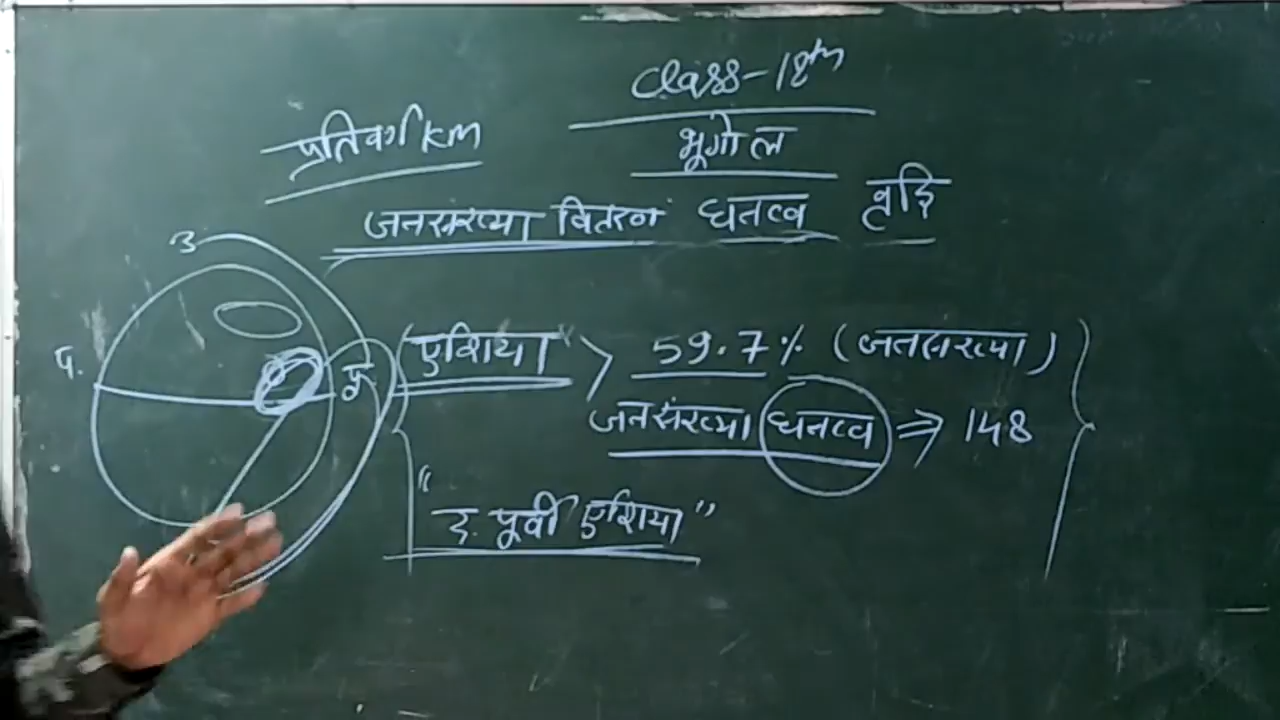 Class-12th
प्रतिवर्ग Km
भूगोल
जनसंख्या वितरण घनत्व वृद्धि
उ
प.
पू
"एशिया" > 59.7% (जनसंख्या)
जनसंख्या घनत्व ⇒ 148
"द. पूर्वी एशिया"